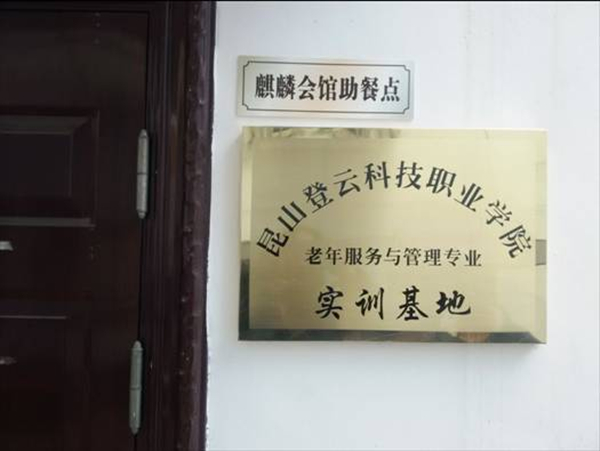 麒麟会馆助餐点
昆山登云科技职业学院
老年服务与管理专业
实训基地